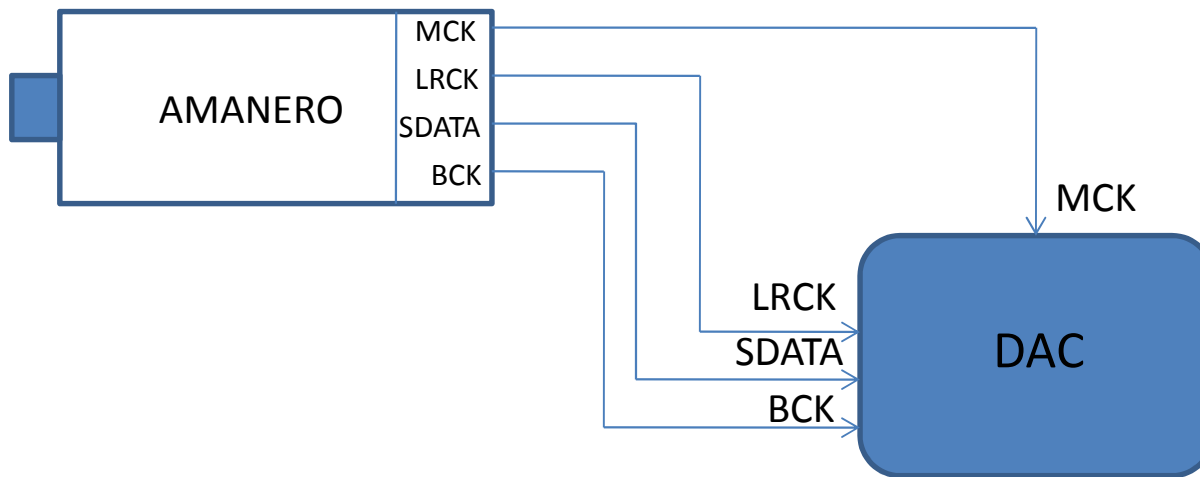 MCK
LRCK
AMANERO
SDATA
BCK
MCK
LRCK
SDATA
DAC
BCK